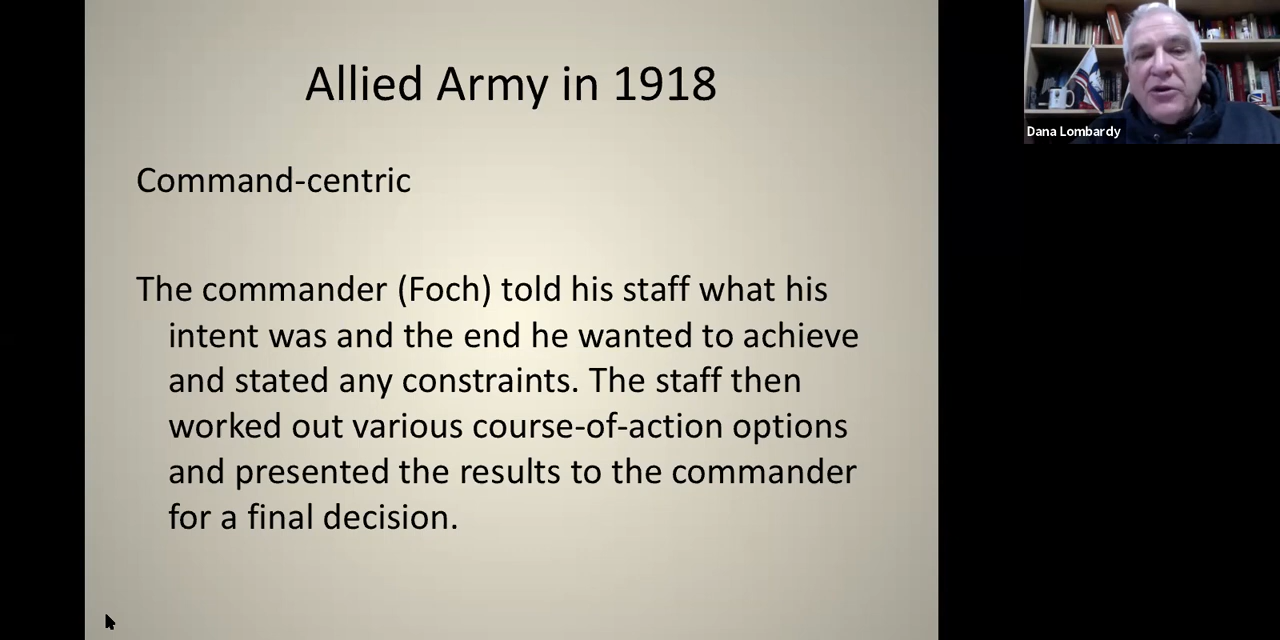 Allied Army in 1918
Command-centric
The commander (Foch) told his staff what his
intent was and the end he wanted to achieve
and stated any constraints. The staff then
worked out various course-of-action options
and presented the results to the commander
for a final decision.
Dana Lombardy